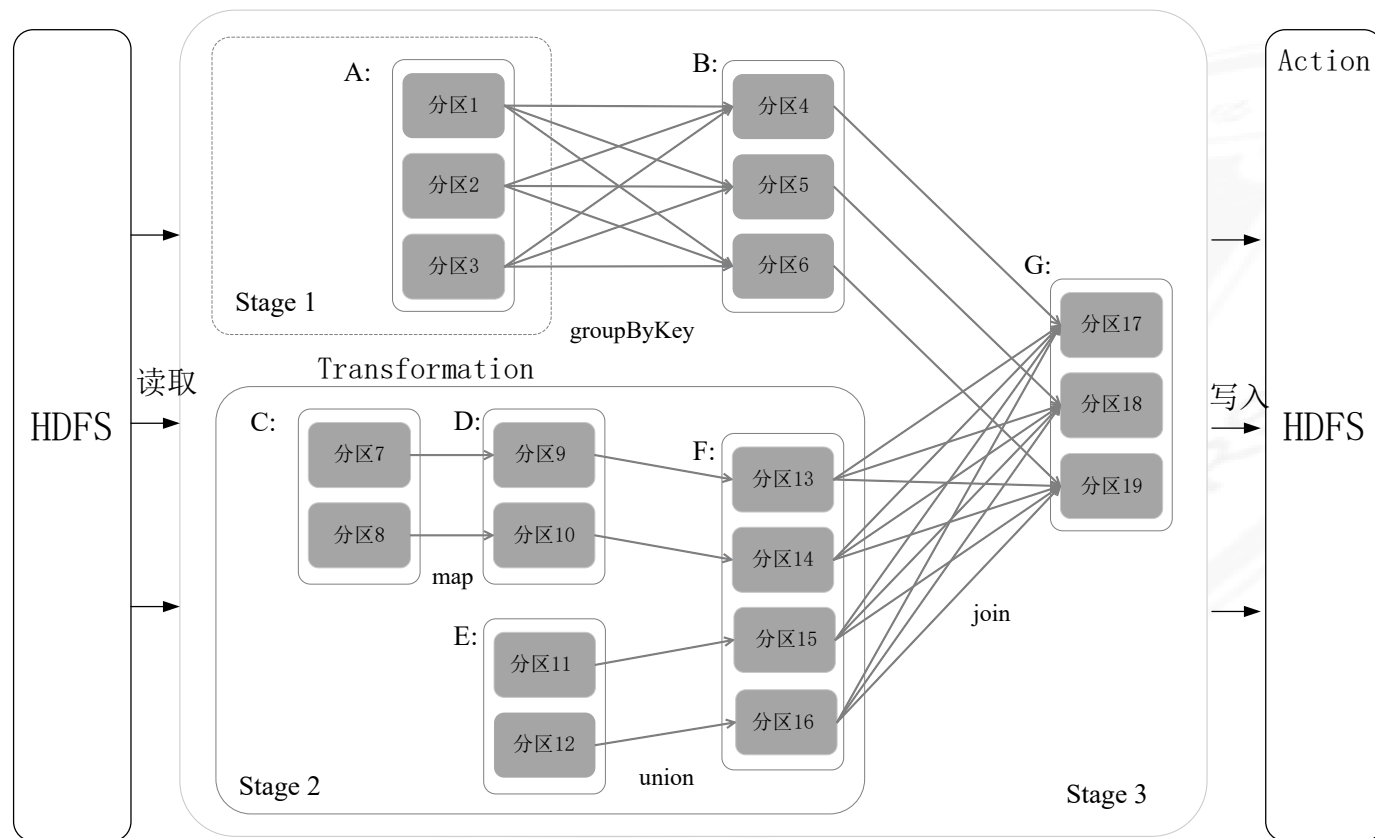 HDFS
读取
A:
分区1
分区2
分区3
Stage 1
groupByKey
B:
分区4
分区5
分区6
Transformation
C:
分区7
分区8
map
D:
分区9
分区10
E:
分区11
分区12
union
F:
分区13
分区14
分区15
分区16
Stage 2
join
G:
分区17
分区18
分区19
Stage 3
写入
Action
HDFS